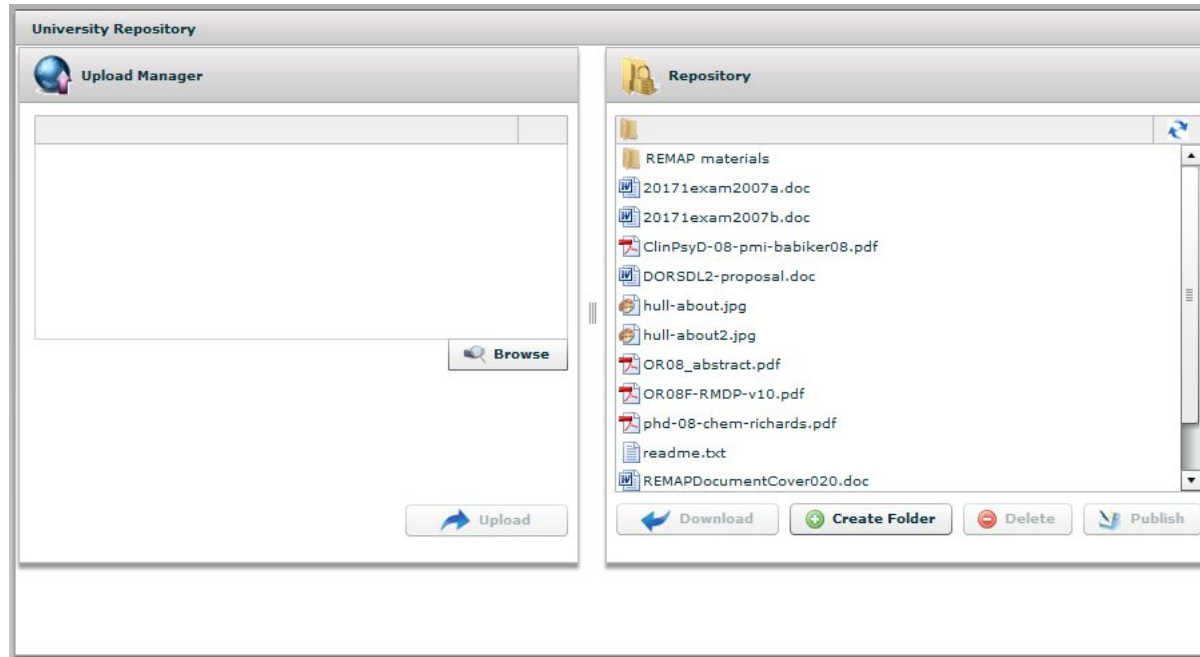 University Repository
Upload Manager
Browse
Upload
Repository
REMAP materials
20171exam2007a.doc
20171exam2007b.doc
ClinPsyD-08-pmi-babiker08.pdf
DORSDL2-proposal.doc
hull-about.jpg
hull-about2.jpg
OR08_abstract.pdf
OR08F-RMDP-v10.pdf
phd-08-chem-richards.pdf
readme.txt
REMAPDocumentCover020.doc
Download Create Folder Delete Publish